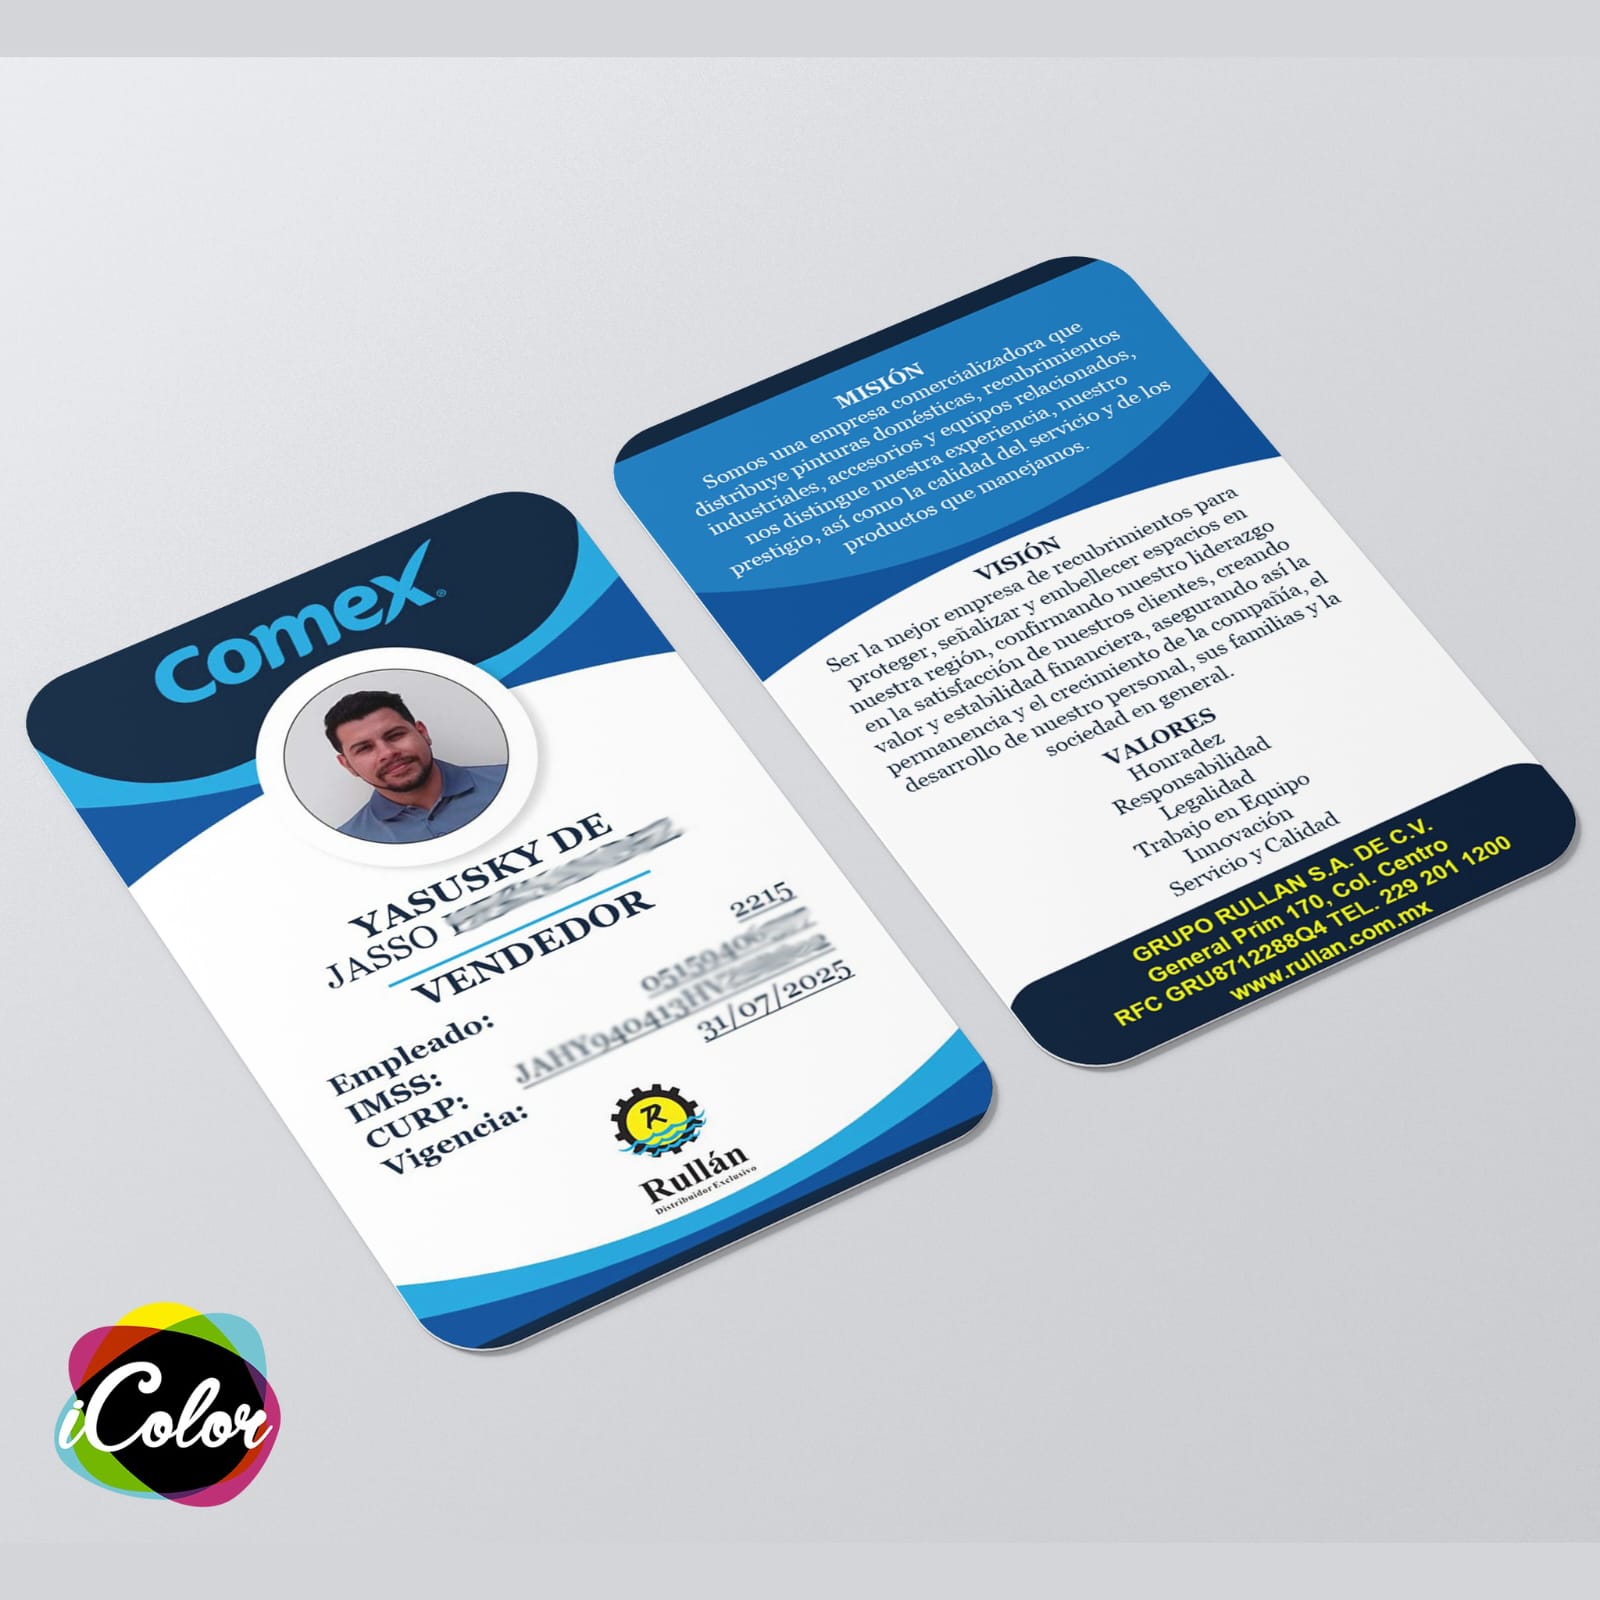 Comex®
YASUSKY DE
JASSO
VENDEDOR
Empleado: 2215
IMSS:
CURP:
Vigencia: 31/07/2025
R
Rullán
Distribuidor Exclusivo
MISIÓN
Somos una empresa comercializadora que
distribuye pinturas domésticas, recubrimientos
industriales, accesorios y equipos relacionados,
nos distingue nuestra experiencia, nuestro
prestigio, así como la calidad del servicio y de los
productos que manejamos.
VISIÓN
Ser la mejor empresa de recubrimientos para
proteger, señalizar y embellecer espacios en
nuestra región, confirmando nuestro liderazgo
en la satisfacción de nuestros clientes, creando
valor y estabilidad financiera, asegurando así la
permanencia y el crecimiento de la compañía, el
desarrollo de nuestro personal, sus familias y la
sociedad en general.
VALORES
Honradez
Responsabilidad
Legalidad
Trabajo en Equipo
Innovación
Servicio y Calidad
GRUPO RULLAN S.A. DE C.V.
General Prim 170, Col. Centro
RFC GRU8712288Q4 TEL. 229 201 1200
www.rullan.com.mx
iColor